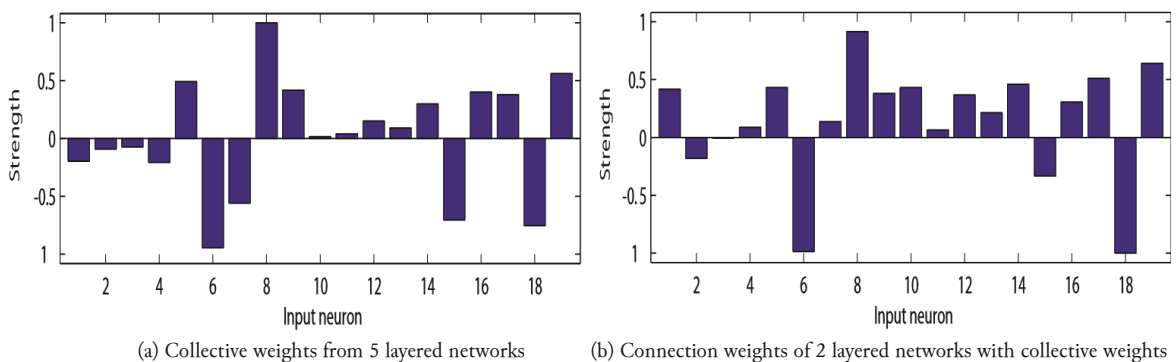 1
0.5
0
-0.5
1
Strength
2 4 6 8 10 12 14 16 18
Input neuron
(a) Collective weights from 5 layered networks
1
0.5
0
-0.5
1
Strength
2 4 6 8 10 12 14 16 18
Input neuron
(b) Connection weights of 2 layered networks with collective weights